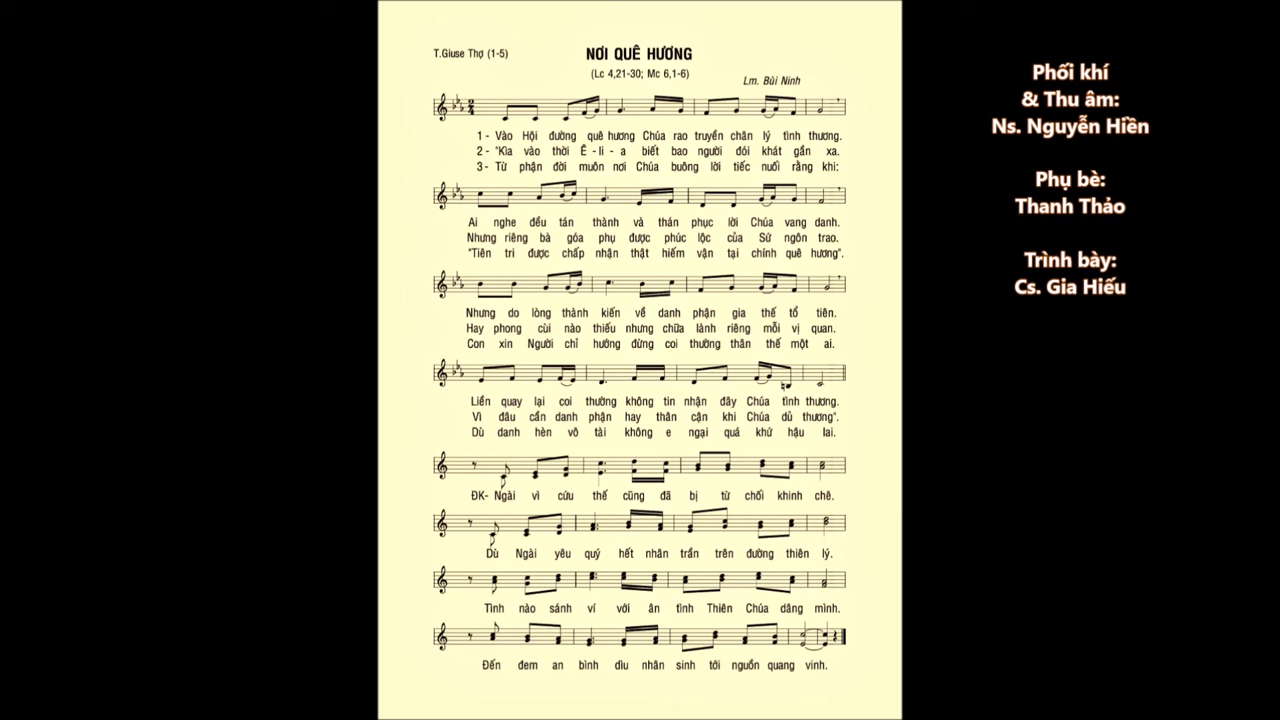 T.Giuse Thợ (1-5)
NƠI QUÊ HƯƠNG
(Lc 4,21-30; Mc 6,1-6)
Lm. Bùi Ninh
1 - Vào Hội đường quê hương Chúa rao truyền chân lý tình thương.
2 - "Kìa vào thời Ê - li - a biết bao người đói khát gần xa.
3 - Từ phận đời muôn nơi Chúa buông lời tiếc nuối rằng khi:
Ai nghe đều tán thành và thán phục lời Chúa vang danh.
Nhưng riêng bà góa phụ được phúc lộc của Sứ ngôn trao.
"Tiên tri được chấp nhận thật hiếm vận tại chính quê hương".
Nhưng do lòng thành kiến về danh phận gia thế tổ tiên.
Hay phong cùi nào thiếu nhưng chữa lành riêng mỗi vị quan.
Con xin Người chỉ hướng đừng coi thường thân thế một ai.
Liền quay lại coi thường không tin nhận đây Chúa tình thương.
Vì đâu cần danh phận hay thân cận khi Chúa dủ thương".
Dù danh hèn vô tài không e ngại quá khứ hậu lai.
ĐK- Ngài vì cứu thế cũng đã bị từ chối khinh chê.
Dù Ngài yêu quý hết nhân trần trên đường thiên lý.
Tình nào sánh ví với ân tình Thiên Chúa dâng mình.
Đến đem an bình dìu nhân sinh tới nguồn quang vinh.
Phối khí
& Thu âm:
Ns. Nguyễn Hiền
Phụ bè:
Thanh Thảo
Trình bày:
Cs. Gia Hiếu